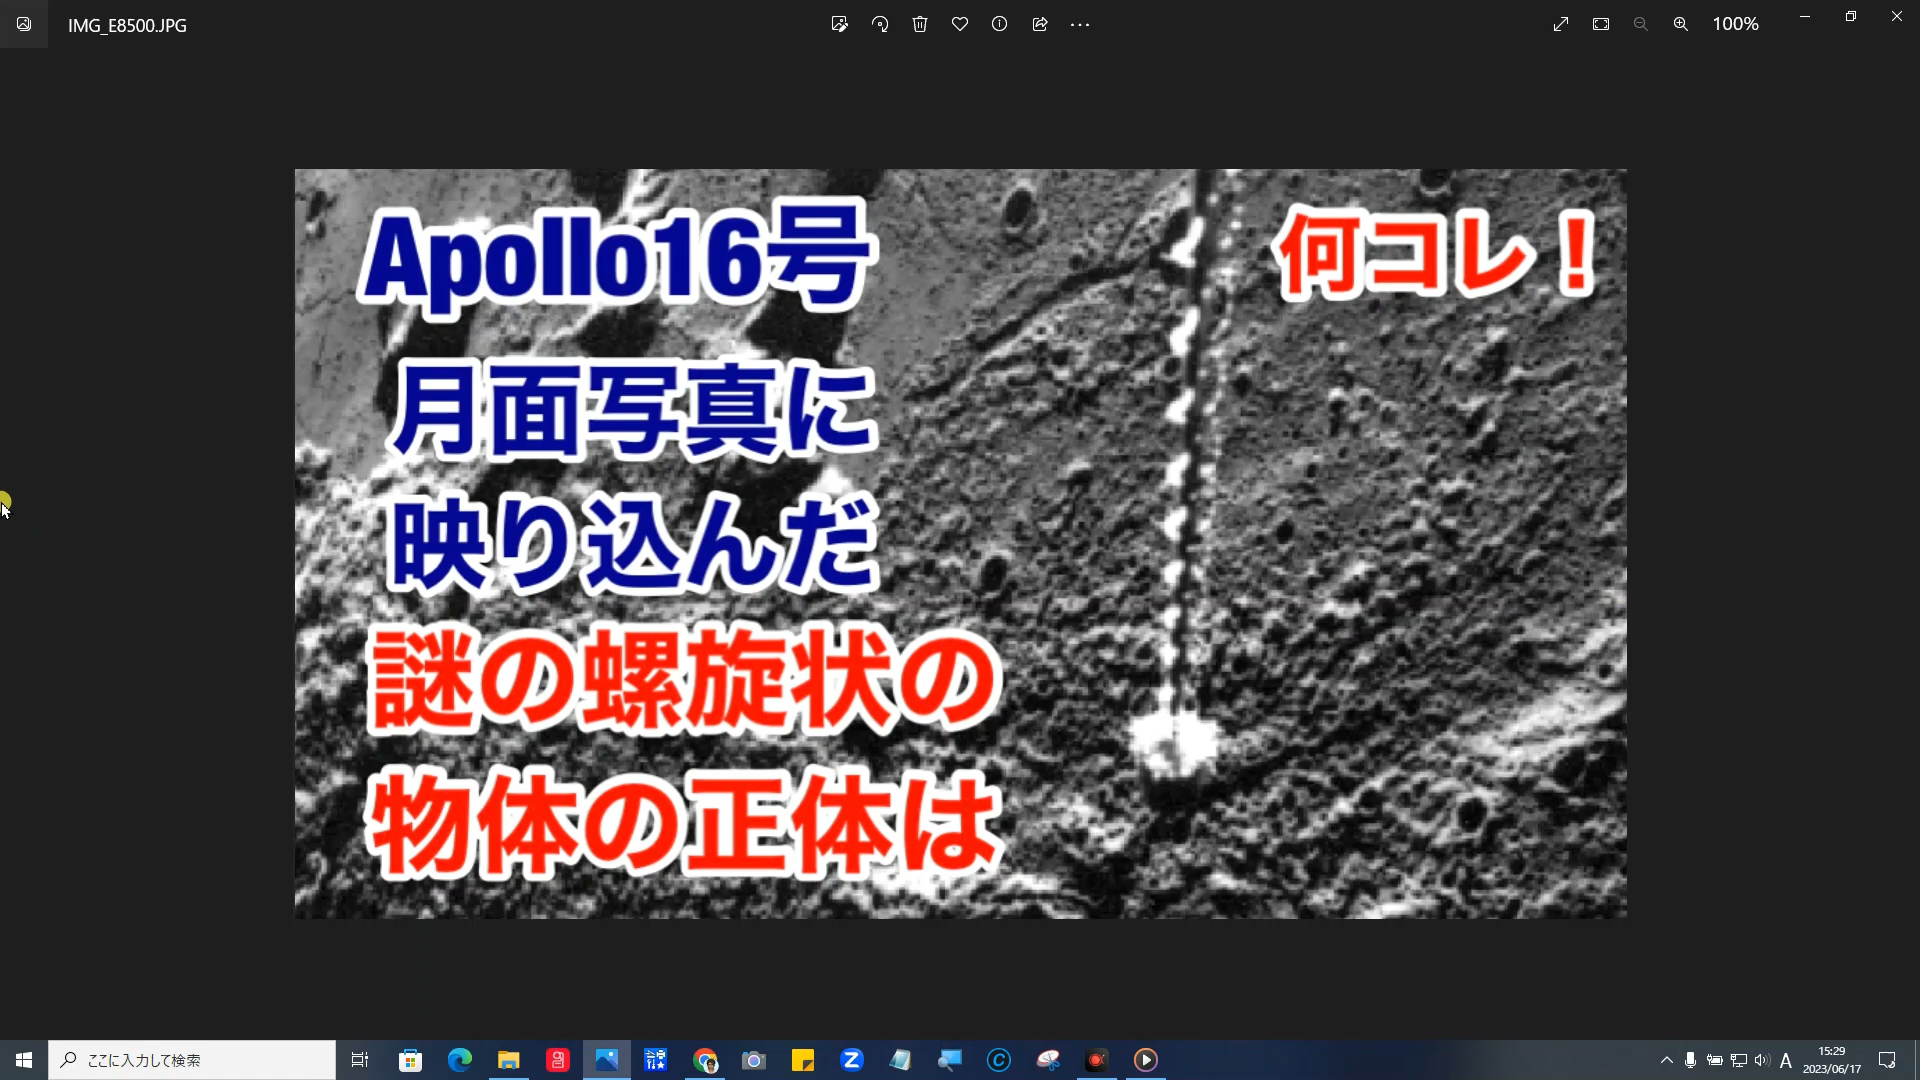 IMG_E8500.JPG
100%
Apollo16号
何コレ！
月面写真に
映り込んだ
謎の螺旋状の
物体の正体は
ここに入力して検索
A
15:29
2023/06/17